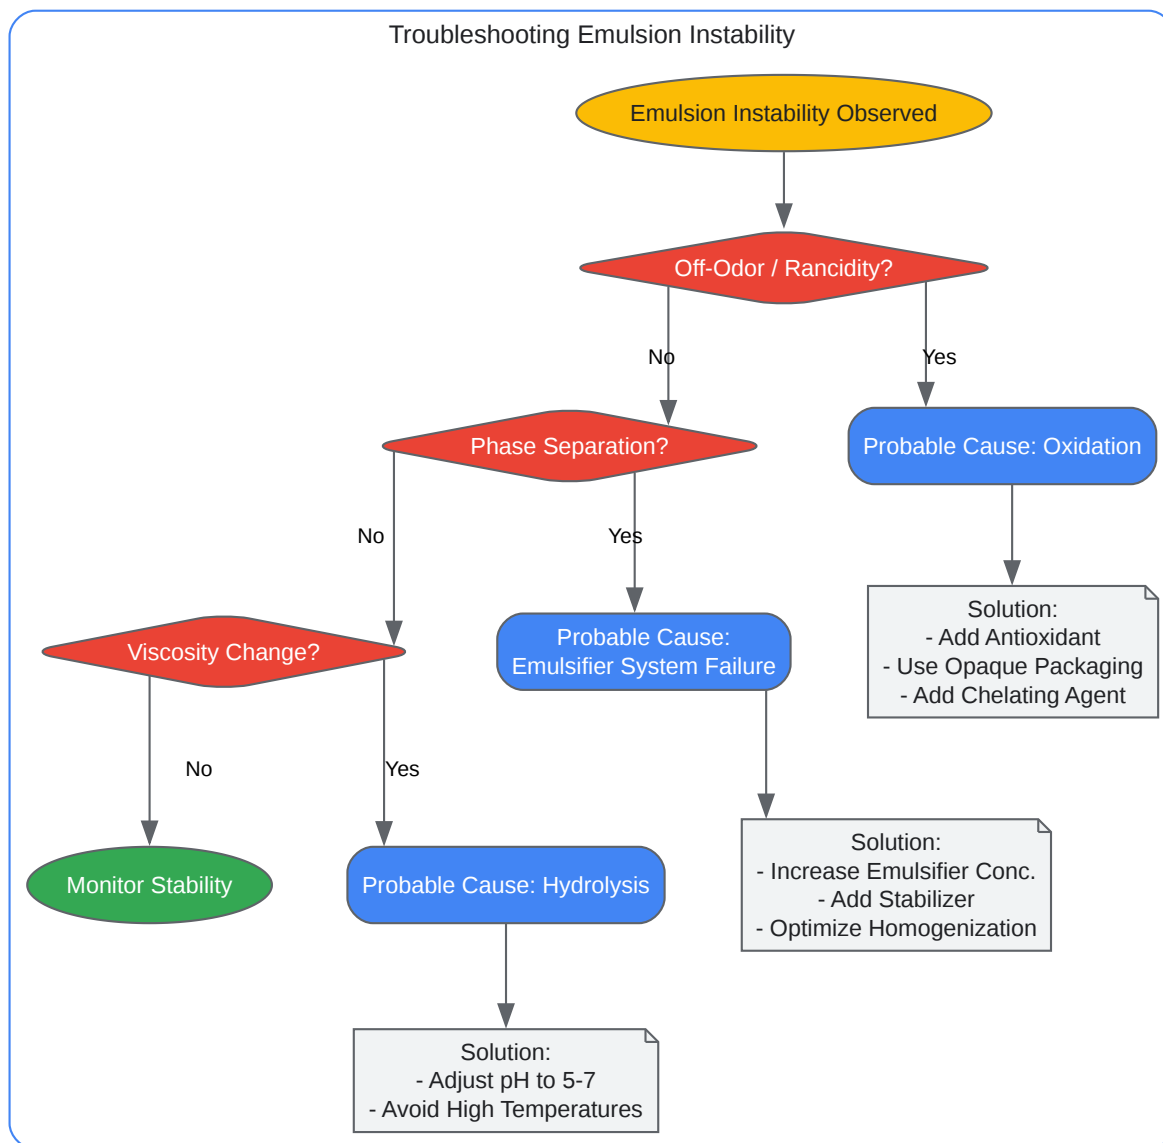 Troubleshooting Emulsion Instability
Emulsion Instability Observed
Off-Odor / Rancidity?
No
Yes
Phase Separation?
Probable Cause: Oxidation
No
Yes
Solution:
- Add Antioxidant
- Use Opaque Packaging
- Add Chelating Agent
Viscosity Change?
Probable Cause:
Emulsifier System Failure
No
Yes
Solution:
- Increase Emulsifier Conc.
- Add Stabilizer
- Optimize Homogenization
Monitor Stability
Probable Cause: Hydrolysis
Solution:
- Adjust pH to 5-7
- Avoid High Temperatures